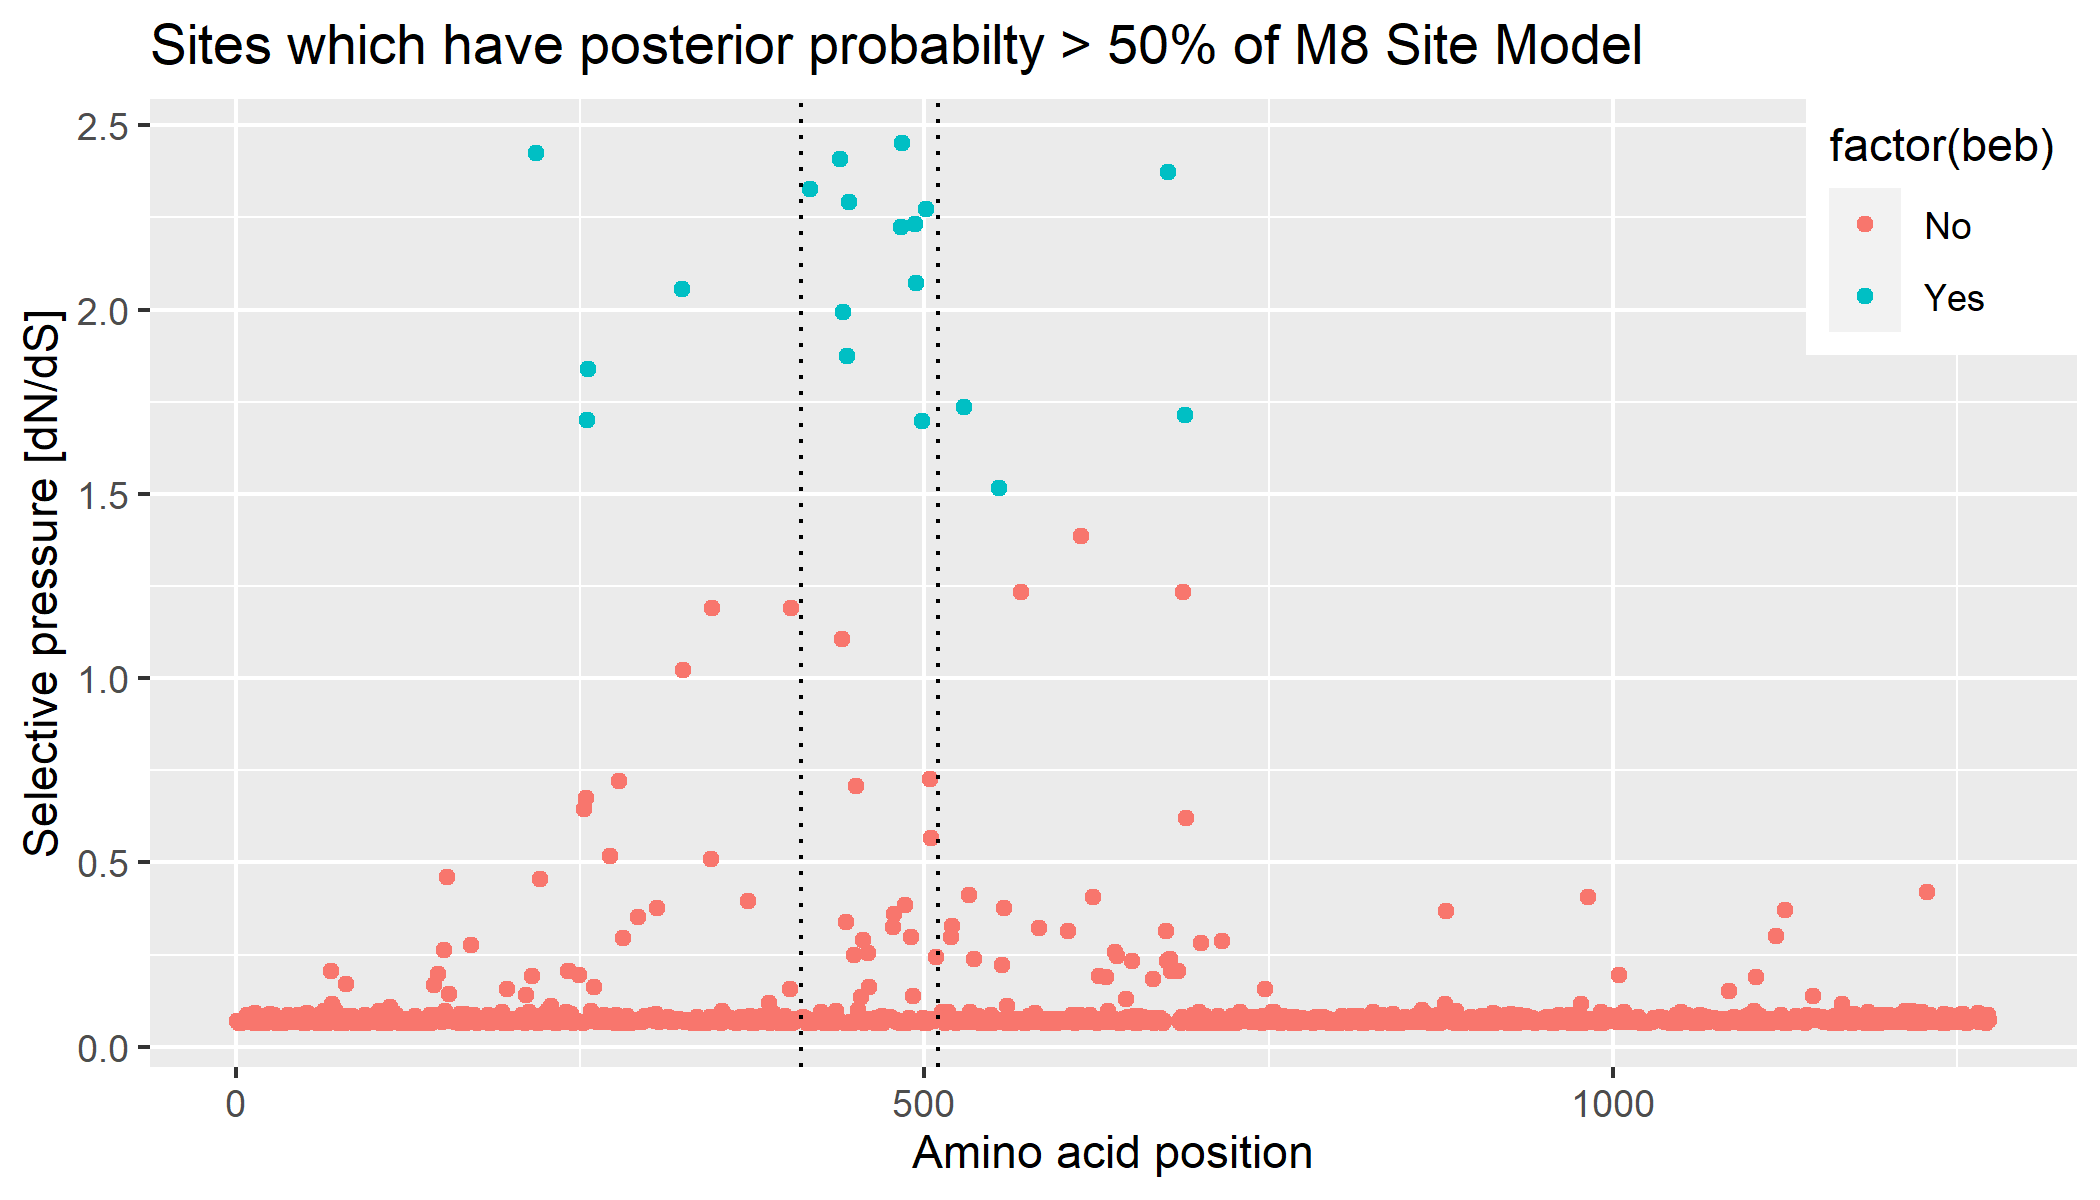 Sites which have posterior probabilty > 50% of M8 Site Model
factor(beb)
No
Yes
Selective pressure [dN/dS]
2.5
2.0
1.5
1.0
0.5
0.0
0
500
1000
Amino acid position